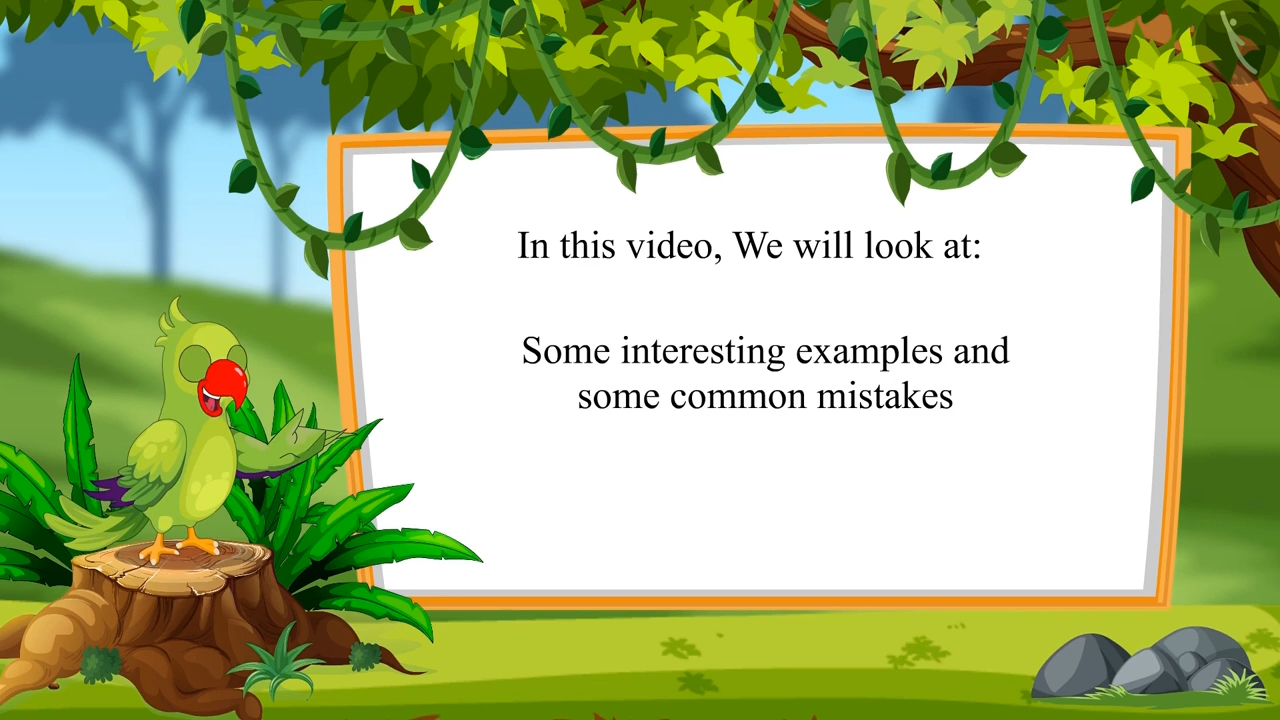 In this video, We will look at:
Some interesting examples and
some common mistakes